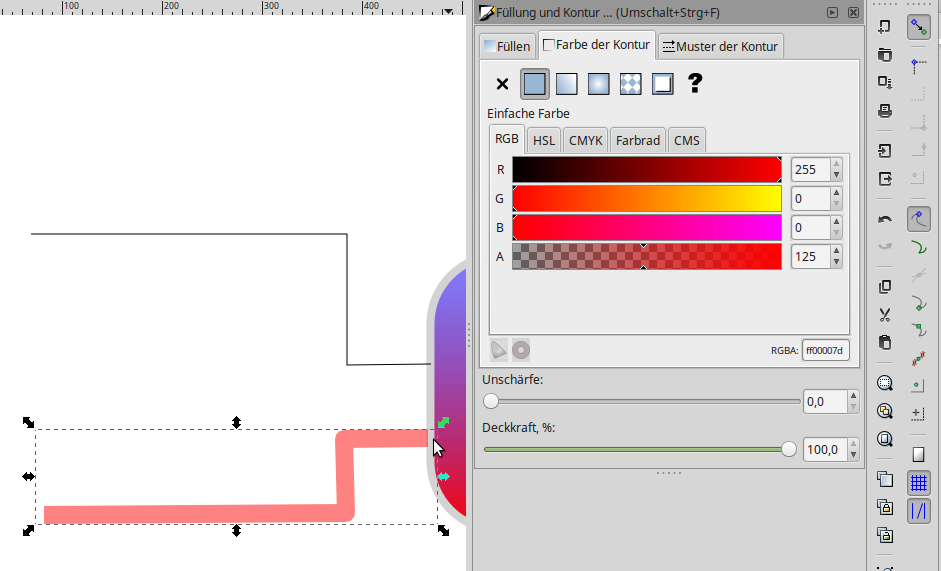 100 200 300 400
Füllung und Kontur ... (Umschalt+Strg+F)
Füllen Farbe der Kontur Muster der Kontur
?
Einfache Farbe
RGB HSL CMYK Farbrad CMS
R 255
G 0
B 0
A 125
RGBA: ff00007d
Unschärfe:
0,0
Deckkraft, %:
100,0